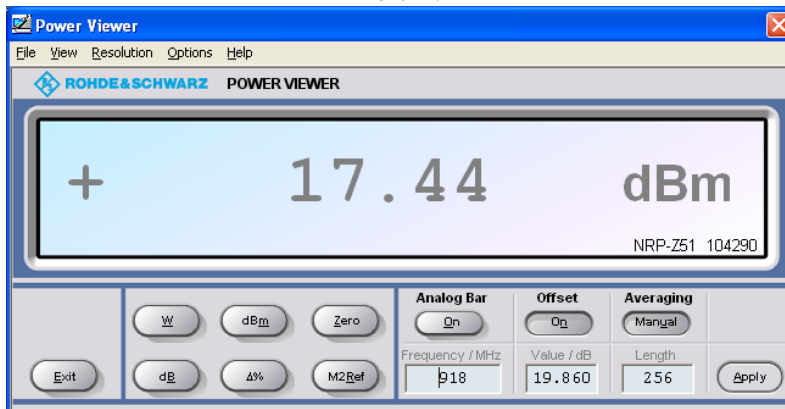 Power Viewer
File View Resolution Options Help
ROHDE&SCHWARZ POWER VIEWER
+ 17.44 dBm
NRP-Z51 104290
Analog Bar Offset Averaging
W dBm Zero On On Manual
Frequency / MHz Value / dB Length
Exit dB Δ% M2Ref 918 19.860 256 Apply